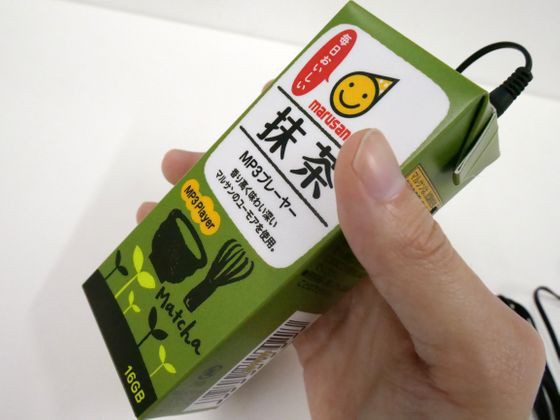 毎日おいしい
marusan
抹茶
MP3プレーヤー
香り高く味わい深い
マルサンのユーモアを使用。
MP3 Player
Matcha
16GB